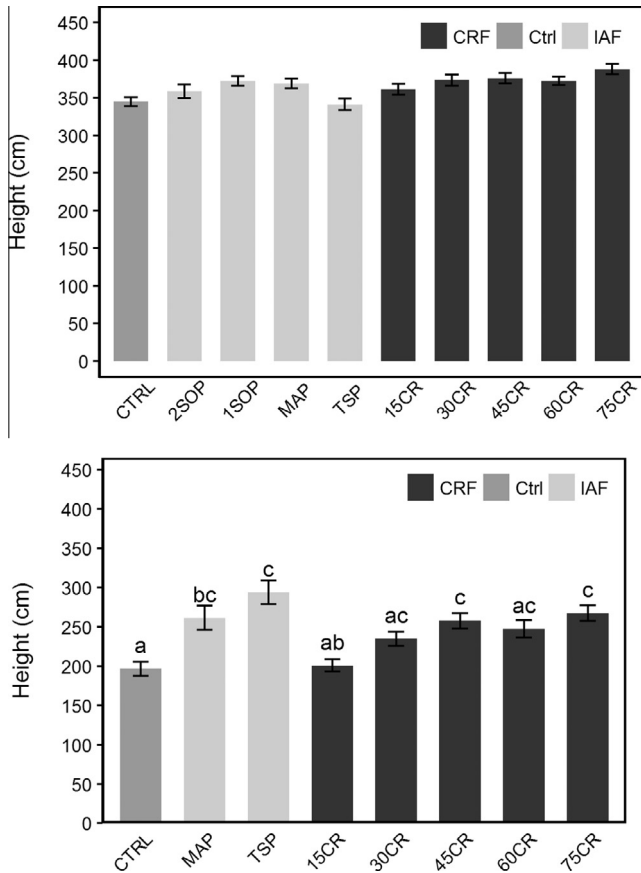 450
400
350
300
250
200
150
100
50
0
Height (cm)
CRF Ctrl IAF
CTRL 2SOP 1SOP MAP TSP 15CR 30CR 45CR 60CR 75CR
450
400
350
300
250
200
150
100
50
0
Height (cm)
CRF Ctrl IAF
a bc c ab ac c ac c
CTRL MAP TSP 15CR 30CR 45CR 60CR 75CR